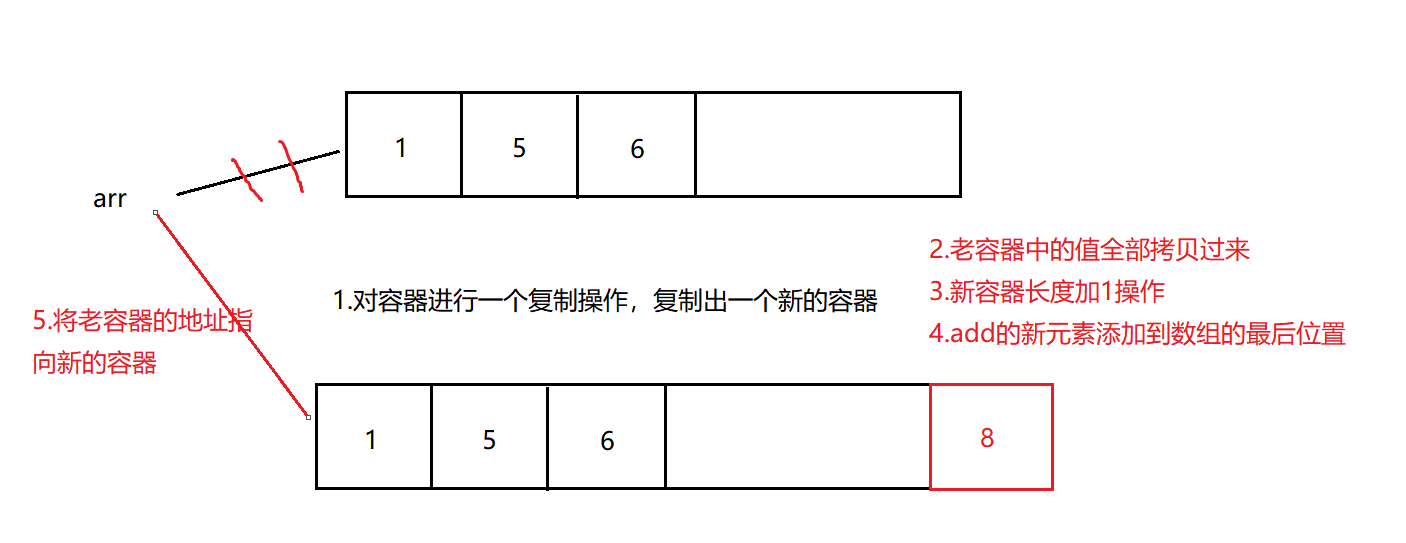 1 5 6
arr
2.老容器中的值全部拷贝过来
1.对容器进行一个复制操作，复制出一个新的容器
3.新容器长度加1操作
5.将老容器的地址指
4.add的新元素添加到数组的最后位置
向新的容器
1 5 6 8